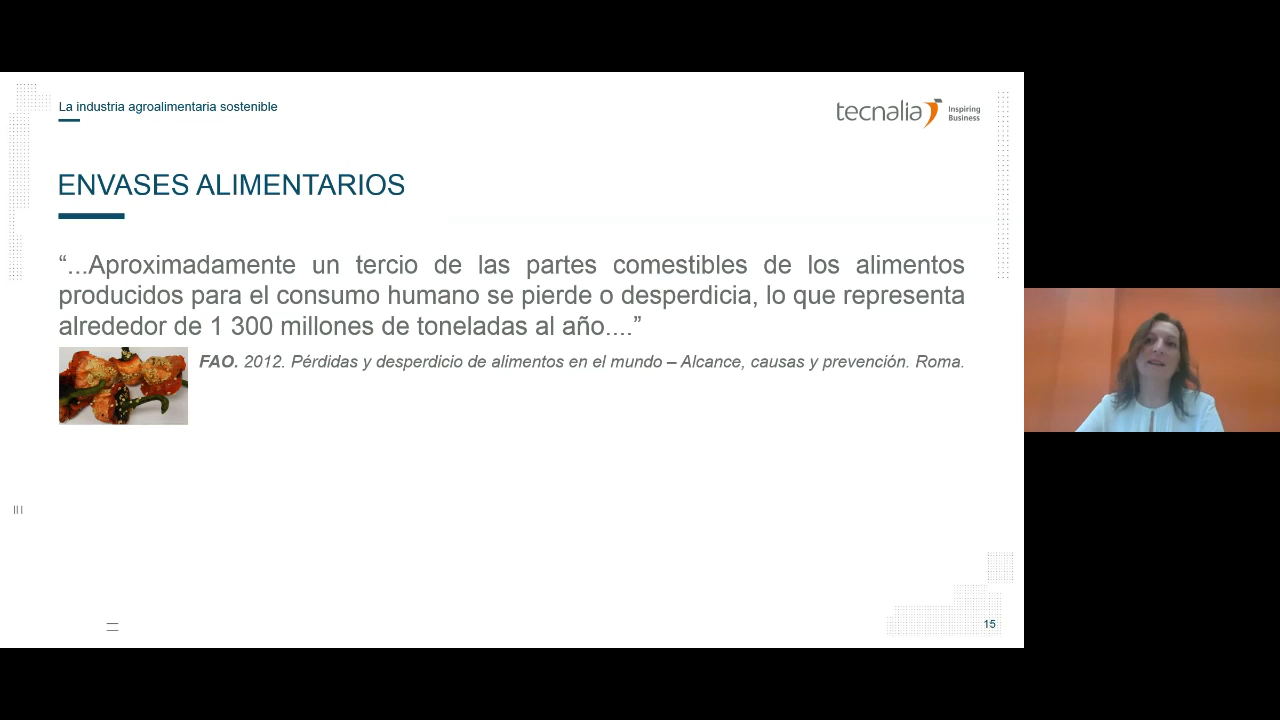 La industria agroalimentaria sostenible
tecnalia Inspiring
Business
ENVASES ALIMENTARIOS
“...Aproximadamente un tercio de las partes comestibles de los alimentos
producidos para el consumo humano se pierde o desperdicia, lo que representa
alrededor de 1 300 millones de toneladas al año....”
FAO. 2012. Pérdidas y desperdicio de alimentos en el mundo – Alcance, causas y prevención. Roma.
15